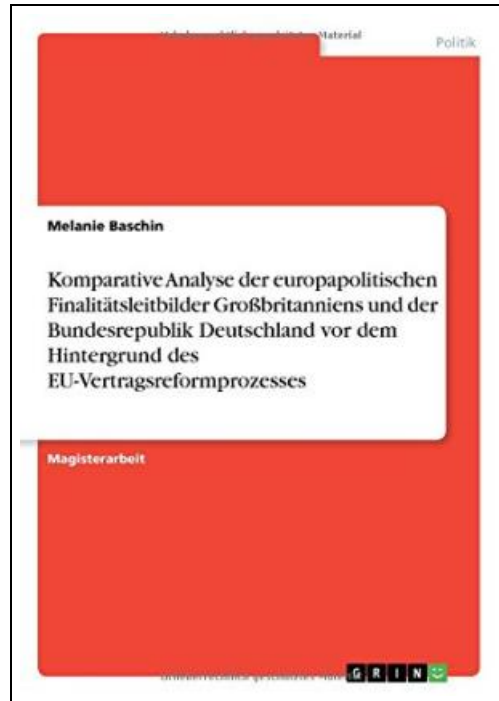 Material
Politik
Melanie Baschin
Komparative Analyse der europapolitischen
Finalitätsleitbilder Großbritanniens und der
Bundesrepublik Deutschland vor dem
Hintergrund des
EU-Vertragsreformprozesses
Magisterarbeit
GRIN